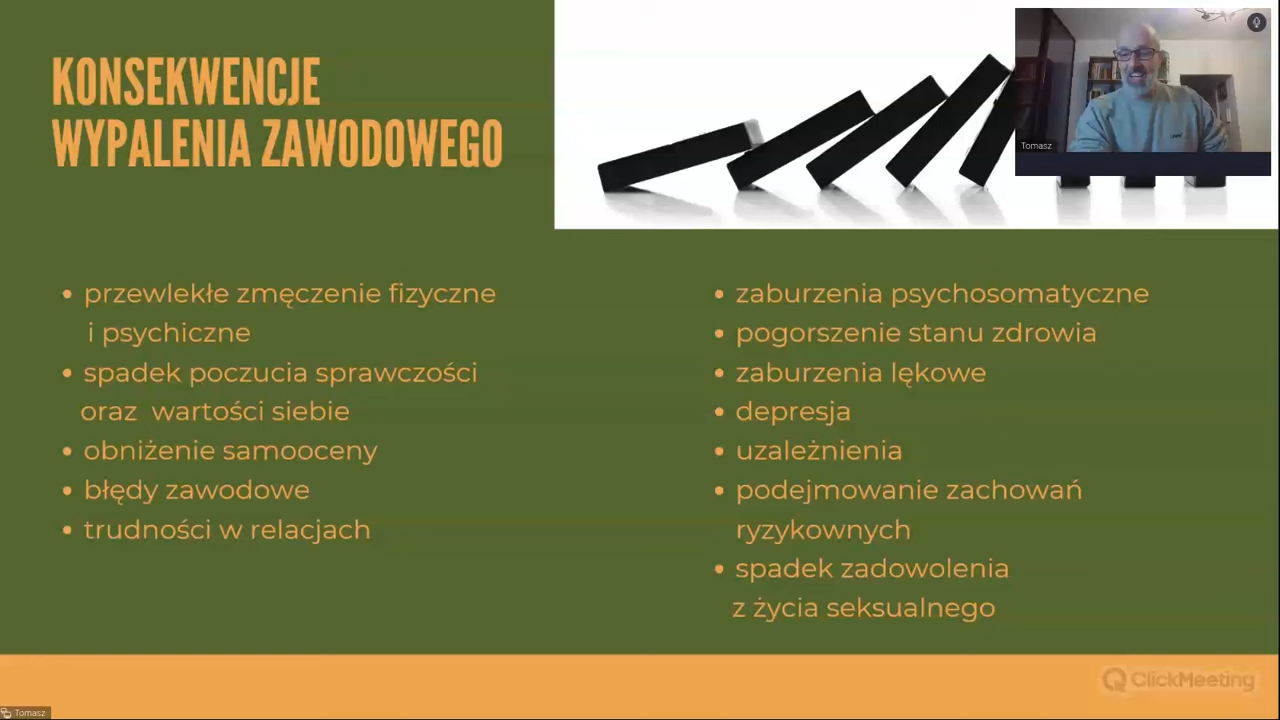 KONSEKWENCJE
WYPALENIA ZAWODOWEGO
Tomasz
przewlekłe zmęczenie fizyczne
i psychiczne
spadek poczucia sprawczości
oraz wartości siebie
obniżenie samooceny
błędy zawodowe
trudności w relacjach
zaburzenia psychosomatyczne
pogorszenie stanu zdrowia
zaburzenia lękowe
depresja
uzależnienia
podejmowanie zachowań
ryzykownych
spadek zadowolenia
z życia seksualnego
ClickMeeting
Tomasz